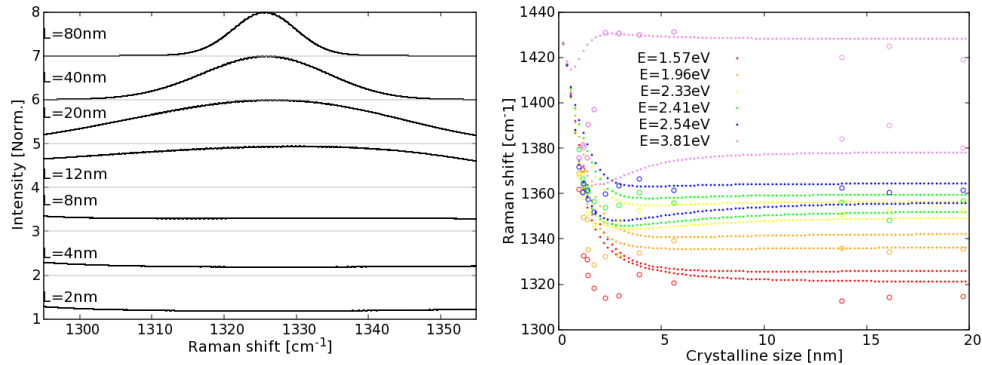 8
7
6
5
4
3
2
1
L=80nm
L=40nm
L=20nm
L=12nm
L=8nm
L=4nm
L=2nm
Intensity [Norm.]
1300
1310
1320
1330
1340
1350
Raman shift [cm-1]
1440
1420
1400
1380
1360
1340
1320
1300
Raman shift [cm-1]
E=1.57eV
E=1.96eV
E=2.33eV
E=2.41eV
E=2.54eV
E=3.81eV
0
5
10
15
20
Crystalline size [nm]